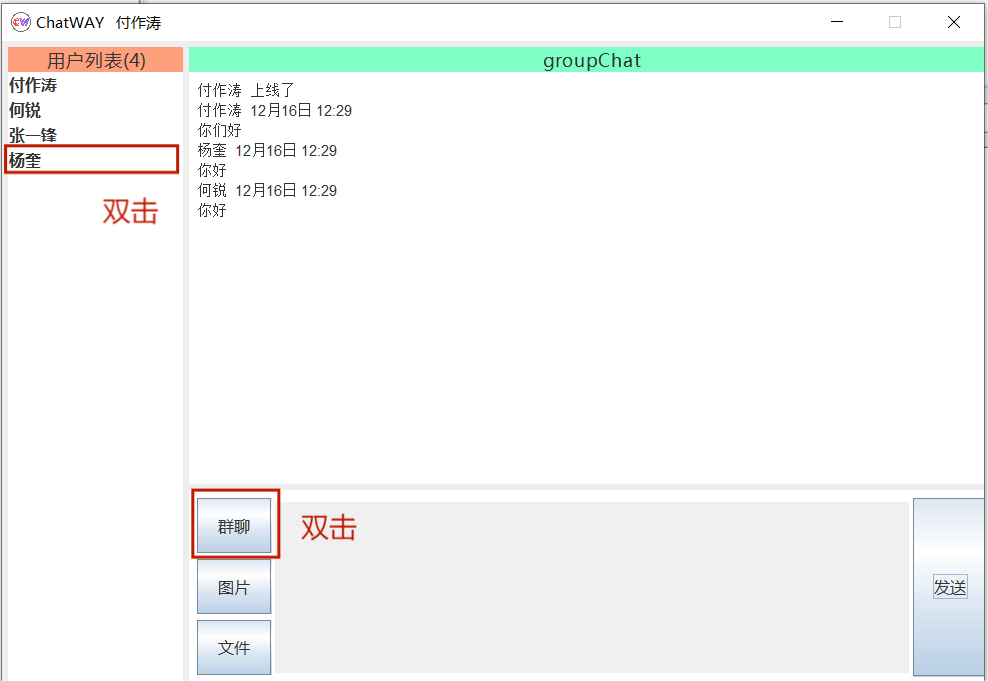 CW ChatWAY 付作涛
用户列表(4)
付作涛
何锐
张一锋
杨奎
双击
groupChat
付作涛 上线了
付作涛 12月16日 12:29
你们好
杨奎 12月16日 12:29
你好
何锐 12月16日 12:29
你好
群聊
双击
图片
文件
发送